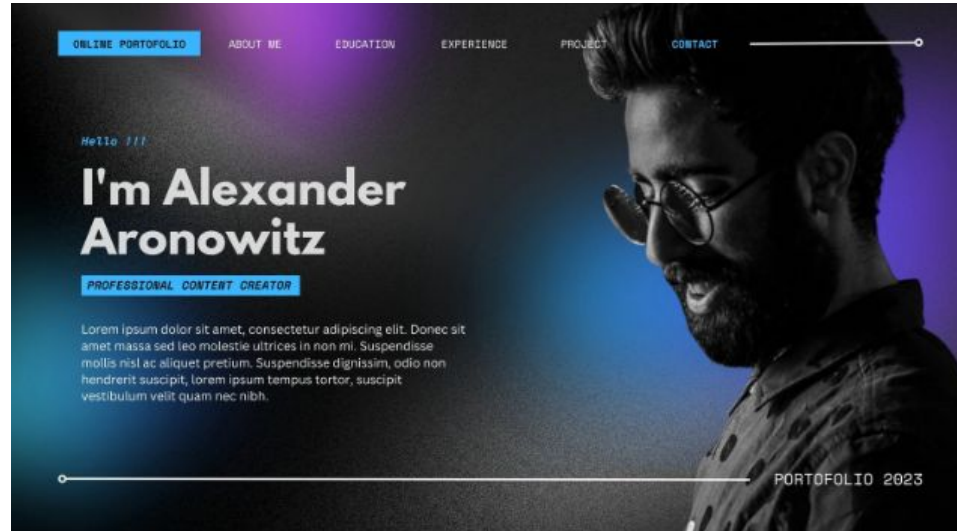 ONLINE PORTOFOLIO
ABOUT ME
EDUCATION
EXPERIENCE
PROJECT
CONTACT
Hello !!!
I'm Alexander
Aronowitz
PROFESSIONAL CONTENT CREATOR
Lorem ipsum dolor sit amet, consectetur adipiscing elit. Donec sit
amet massa sed leo molestie ultrices in non mi. Suspendisse
mollis nisl ac aliquet pretium. Suspendisse dignissim, odio non
hendrerit suscipit, lorem ipsum tempus tortor, suscipit
vestibulum velit quam nec nibh.
PORTOFOLIO 2023